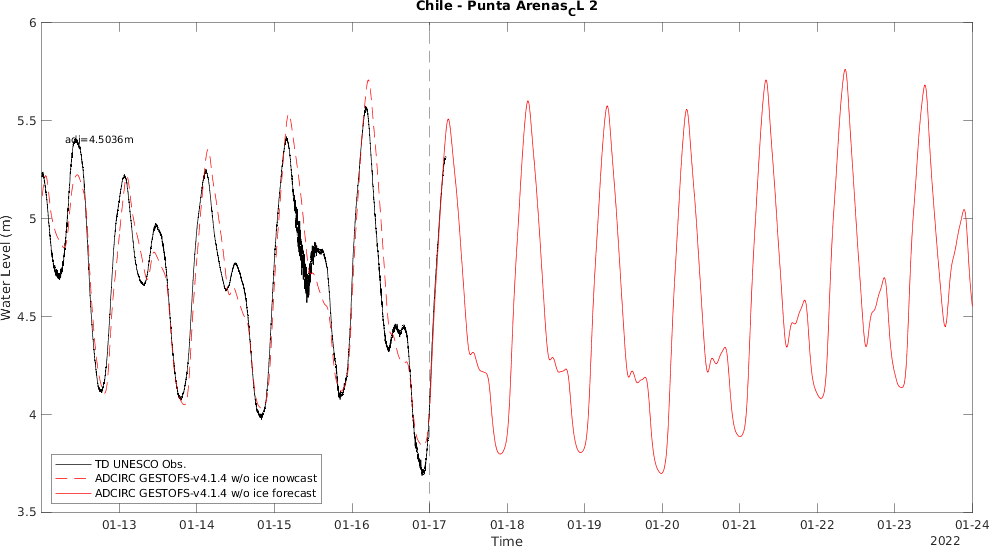 Chile - Punta Arenas_CL 2
6
5.5
5
4.5
4
3.5
Water Level (m)
adj=4.5036m
TD UNESCO Obs.
ADCIRC GESTOFS-v4.1.4 w/o ice nowcast
ADCIRC GESTOFS-v4.1.4 w/o ice forecast
01-13 01-14 01-15 01-16 01-17 01-18 01-19 01-20 01-21 01-22 01-23 01-24
Time
2022